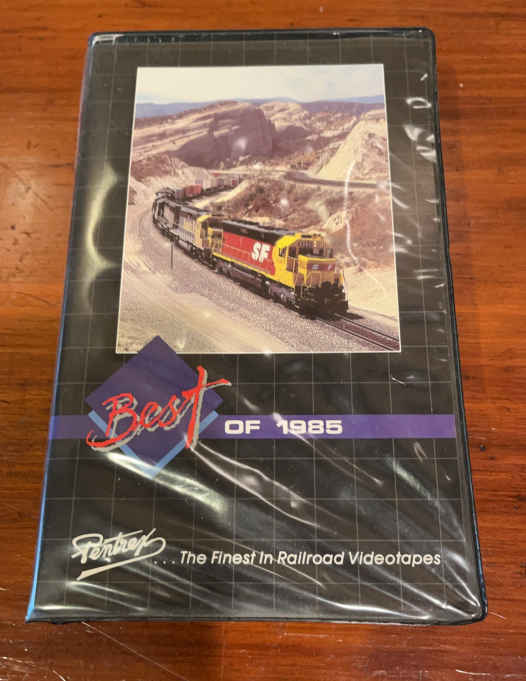 SF
Best OF 1985
Pentrex ...The Finest In Railroad Videotapes